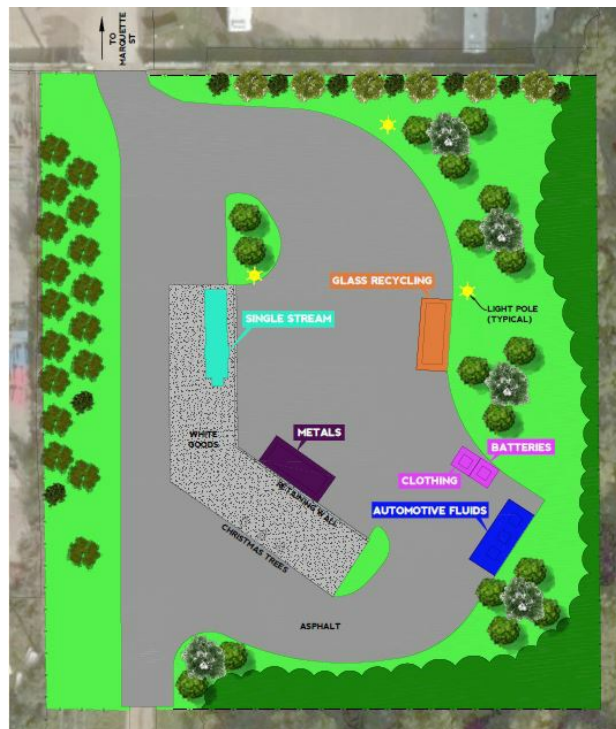 TO
MARQUETTE
ST
GLASS RECYCLING
LIGHT POLE
(TYPICAL)
SINGLE STREAM
WHITE
GOODS
METALS
BATTERIES
CLOTHING
RETAINING WALL
AUTOMOTIVE FLUIDS
CHRISTMAS TREES
ASPHALT